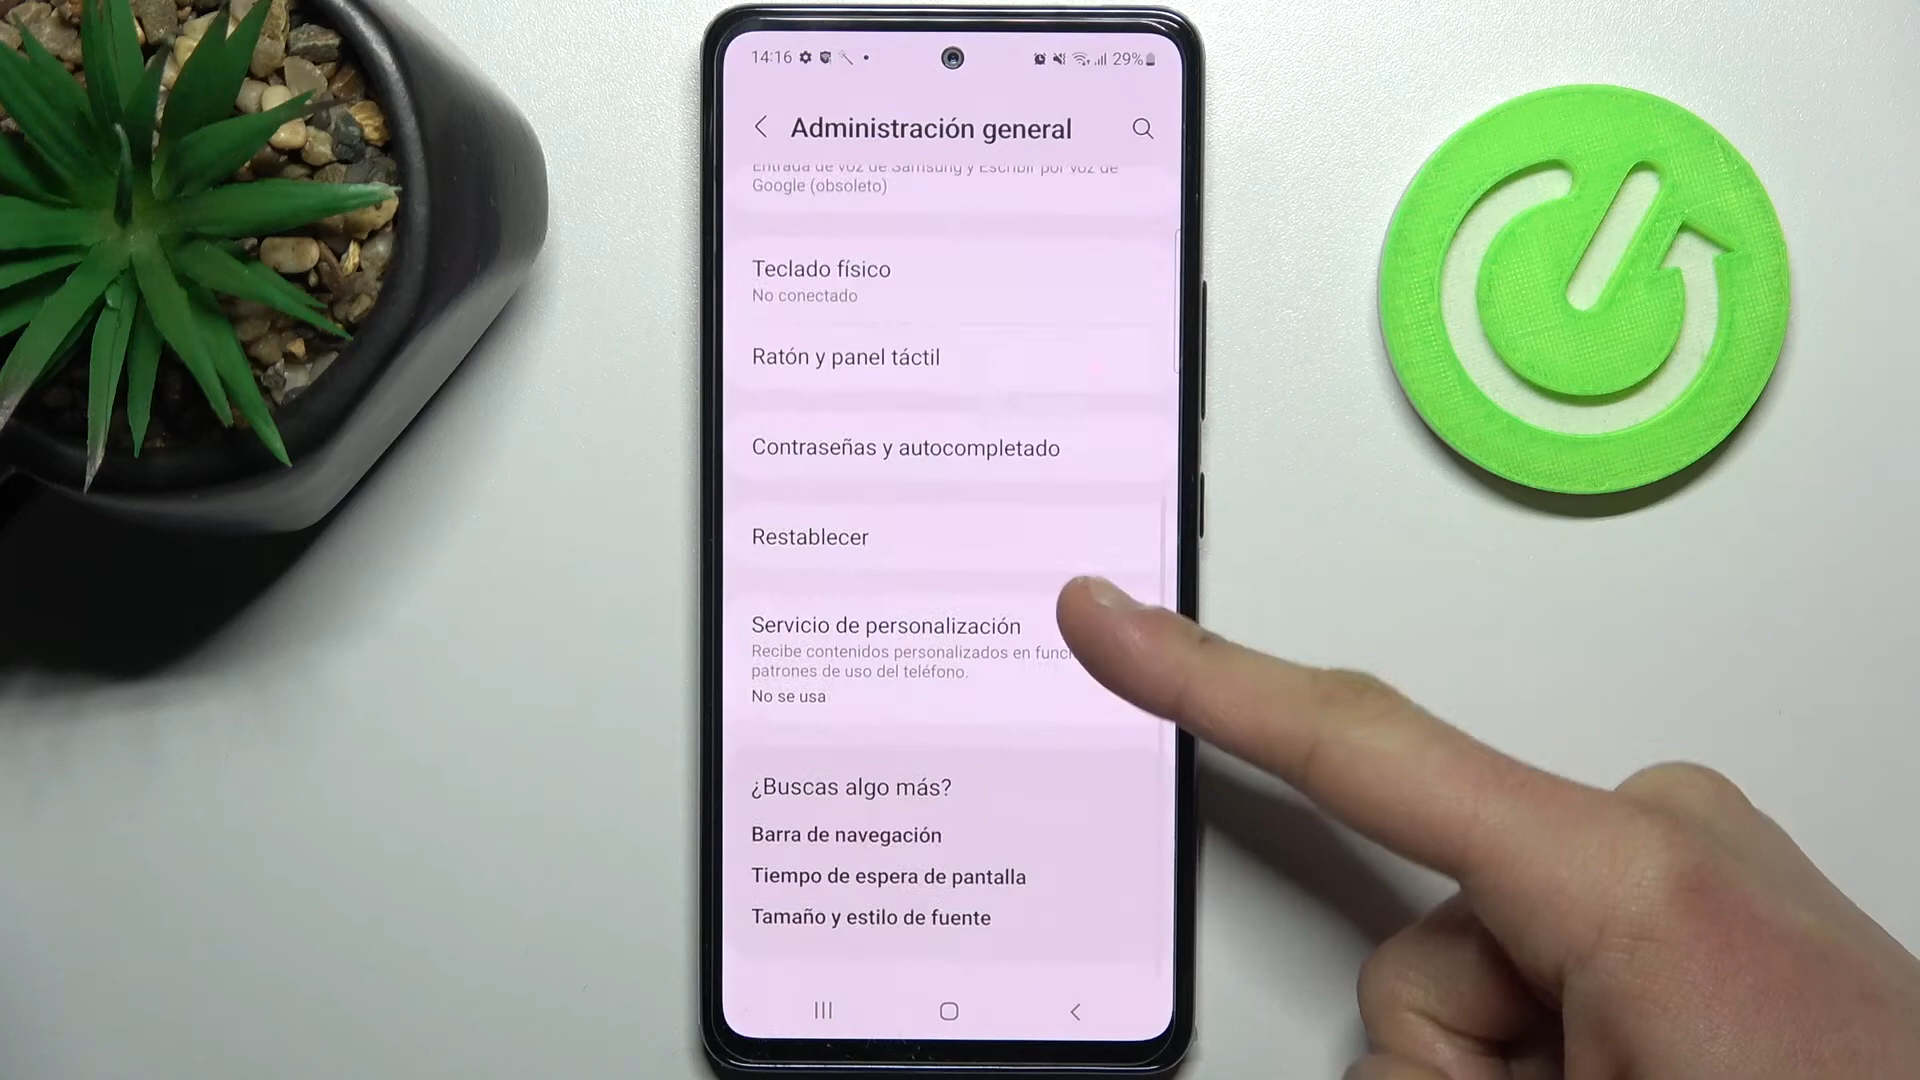 14:16
29%
Administración general
Entrada de voz de Samsung y Escribir por voz de
Google (obsoleto)
Teclado físico
No conectado
Ratón y panel táctil
Contraseñas y autocompletado
Restablecer
Servicio de personalización
Recibe contenidos personalizados en func
patrones de uso del teléfono.
No se usa
¿Buscas algo más?
Barra de navegación
Tiempo de espera de pantalla
Tamaño y estilo de fuente